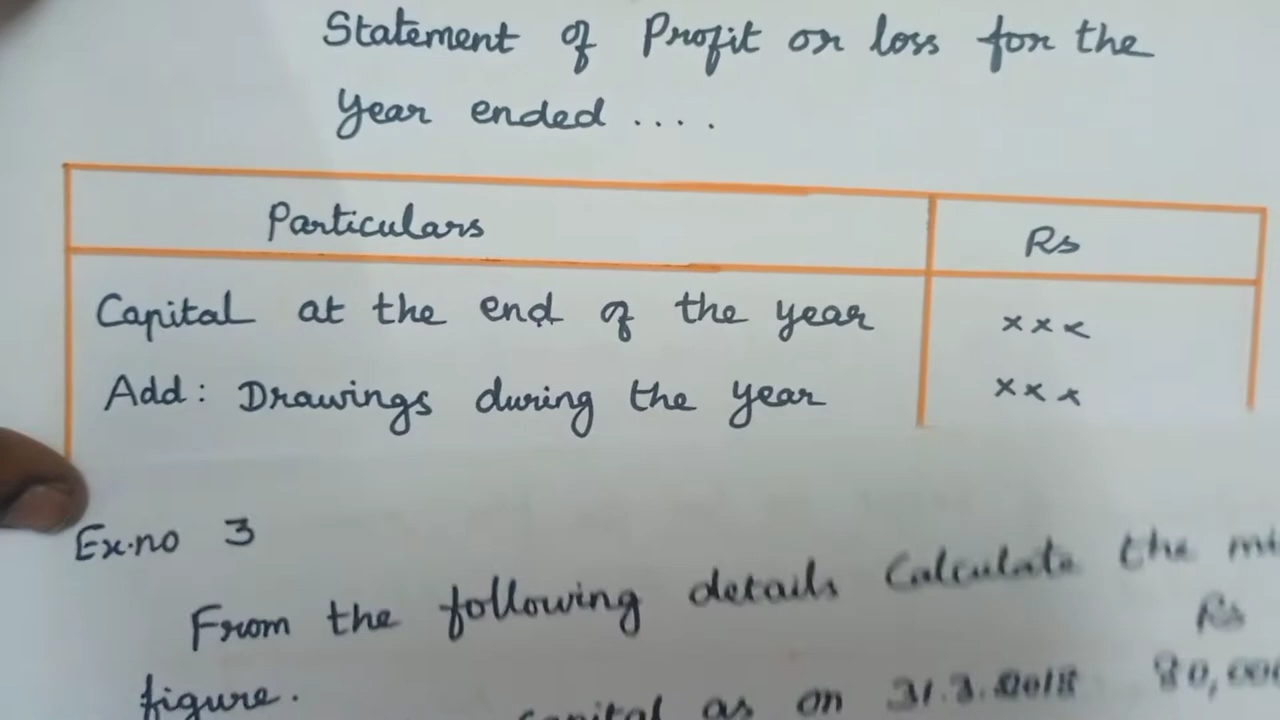 Statement of Profit or loss for the
Year ended ....
Particulars Rs
Capital at the end of the year xxx
Add: Drawings during the year xxx
Ex.no 3
From the following details Calculate the
Rs
figure.
capital as on 31.3.2018